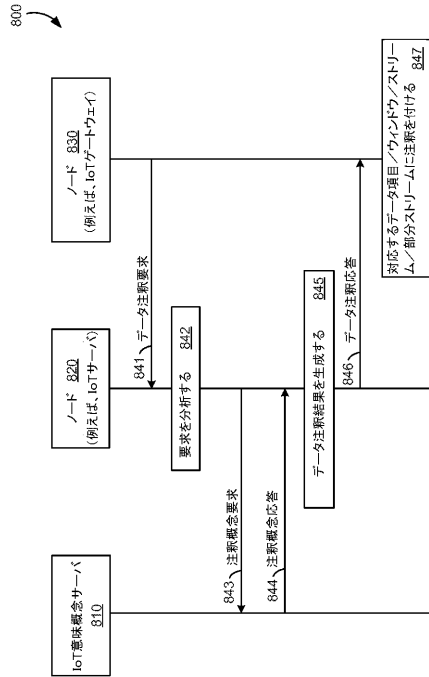 800
IoT意味概念サーバ
810
ノード 820
(例えば、IoTサーバ)
ノード 830
(例えば、IoTゲートウェイ)
841 データ注釈要求
要求を分析する 842
843 注釈概念要求
844 注釈概念応答
データ注釈結果を生成する 845
846 データ注釈応答
対応するデータ項目/ウィンドウ/ストリー
ム/部分ストリームに注釈を付ける 847